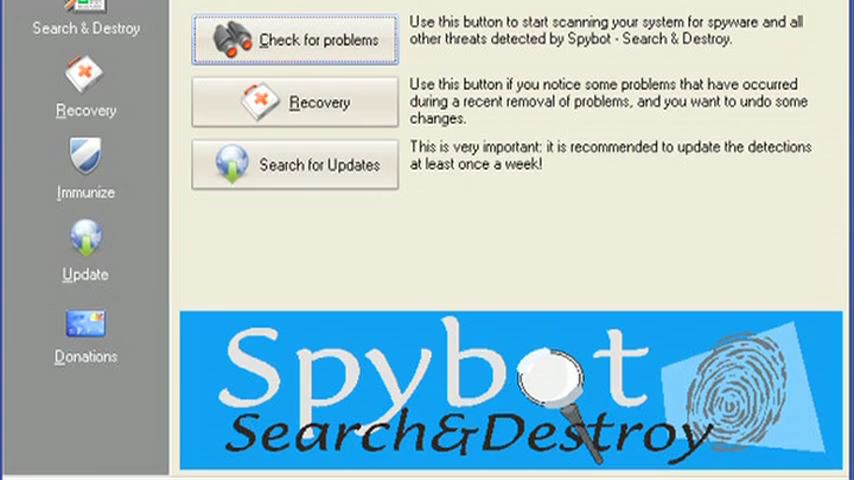 Search & Destroy
Recovery
Immunize
Update
Donations
Check for problems
Use this button to start scanning your system for spyware and all
other threats detected by Spybot - Search & Destroy.
Recovery
Use this button if you notice some problems that have occurred
during a recent removal of problems, and you want to undo some
changes.
Search for Updates
This is very important: it is recommended to update the detections
at least once a week!
Spybot
Search&Destroy